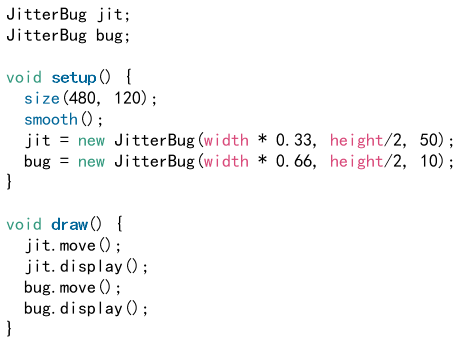 JitterBug jit;
JitterBug bug;

void setup() {
  size(480, 120);
  smooth();
  jit = new JitterBug(width * 0.33, height/2, 50);
  bug = new JitterBug(width * 0.66, height/2, 10);
}

void draw() {
  jit.move();
  jit.display();
  bug.move();
  bug.display();
}